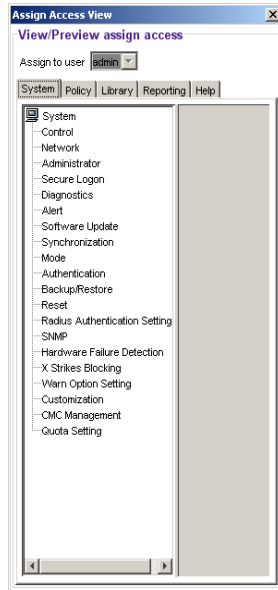 Assign Access View
View/Preview assign access
Assign to user admin
System Policy Library Reporting Help
System
Control
Network
Administrator
Secure Logon
Diagnostics
Alert
Software Update
Synchronization
Mode
Authentication
Backup/Restore
Reset
Radius Authentication Setting
SNMP
Hardware Failure Detection
X Strikes Blocking
Warn Option Setting
Customization
CMC Management
Quota Setting